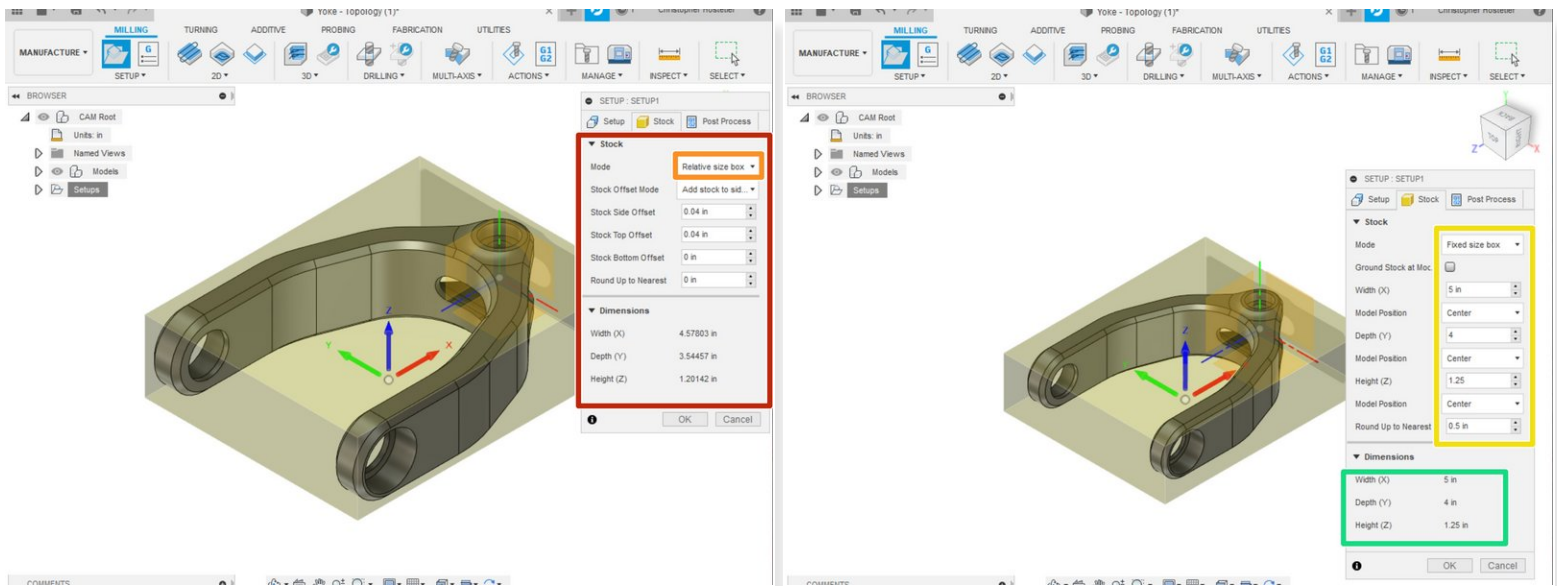 Yoke - Topology (1)*
MILLING TURNING ADDITIVE PROBING FABRICATION UTILITIES
MANUFACTURE
G
G1
G2
SETUP 2D 3D DRILLING MULTI-AXIS ACTIONS MANAGE INSPECT SELECT
BROWSER
CAM Root
Units: in
Named Views
Models
Setups
SETUP : SETUP1
Setup Stock Post Process
Stock
Mode Relative size box
Stock Offset Mode Add stock to sid...
Stock Side Offset 0.04 in
Stock Top Offset 0.04 in
Stock Bottom Offset 0 in
Round Up to Nearest 0 in
Dimensions
Width (X) 4.57803 in
Depth (Y) 3.54457 in
Height (Z) 1.20142 in
OK Cancel
Z
Y
X
COMMENTS
Yoke - Topology (1)*
MILLING TURNING ADDITIVE PROBING FABRICATION UTILITIES
MANUFACTURE
G
G1
G2
SETUP 2D 3D DRILLING MULTI-AXIS ACTIONS MANAGE INSPECT SELECT
BROWSER
CAM Root
Units: in
Named Views
Models
Setups
Y
TOP
Z
X
SETUP : SETUP1
Setup Stock Post Process
Stock
Mode Fixed size box
Ground Stock at Moc
Width (X) 5 in
Model Position Center
Depth (Y) 4
Model Position Center
Height (Z) 1.25
Model Position Center
Round Up to Nearest 0.5 in
Dimensions
Width (X) 5 in
Depth (Y) 4 in
Height (Z) 1.25 in
OK Cancel
Z
COMMENTS